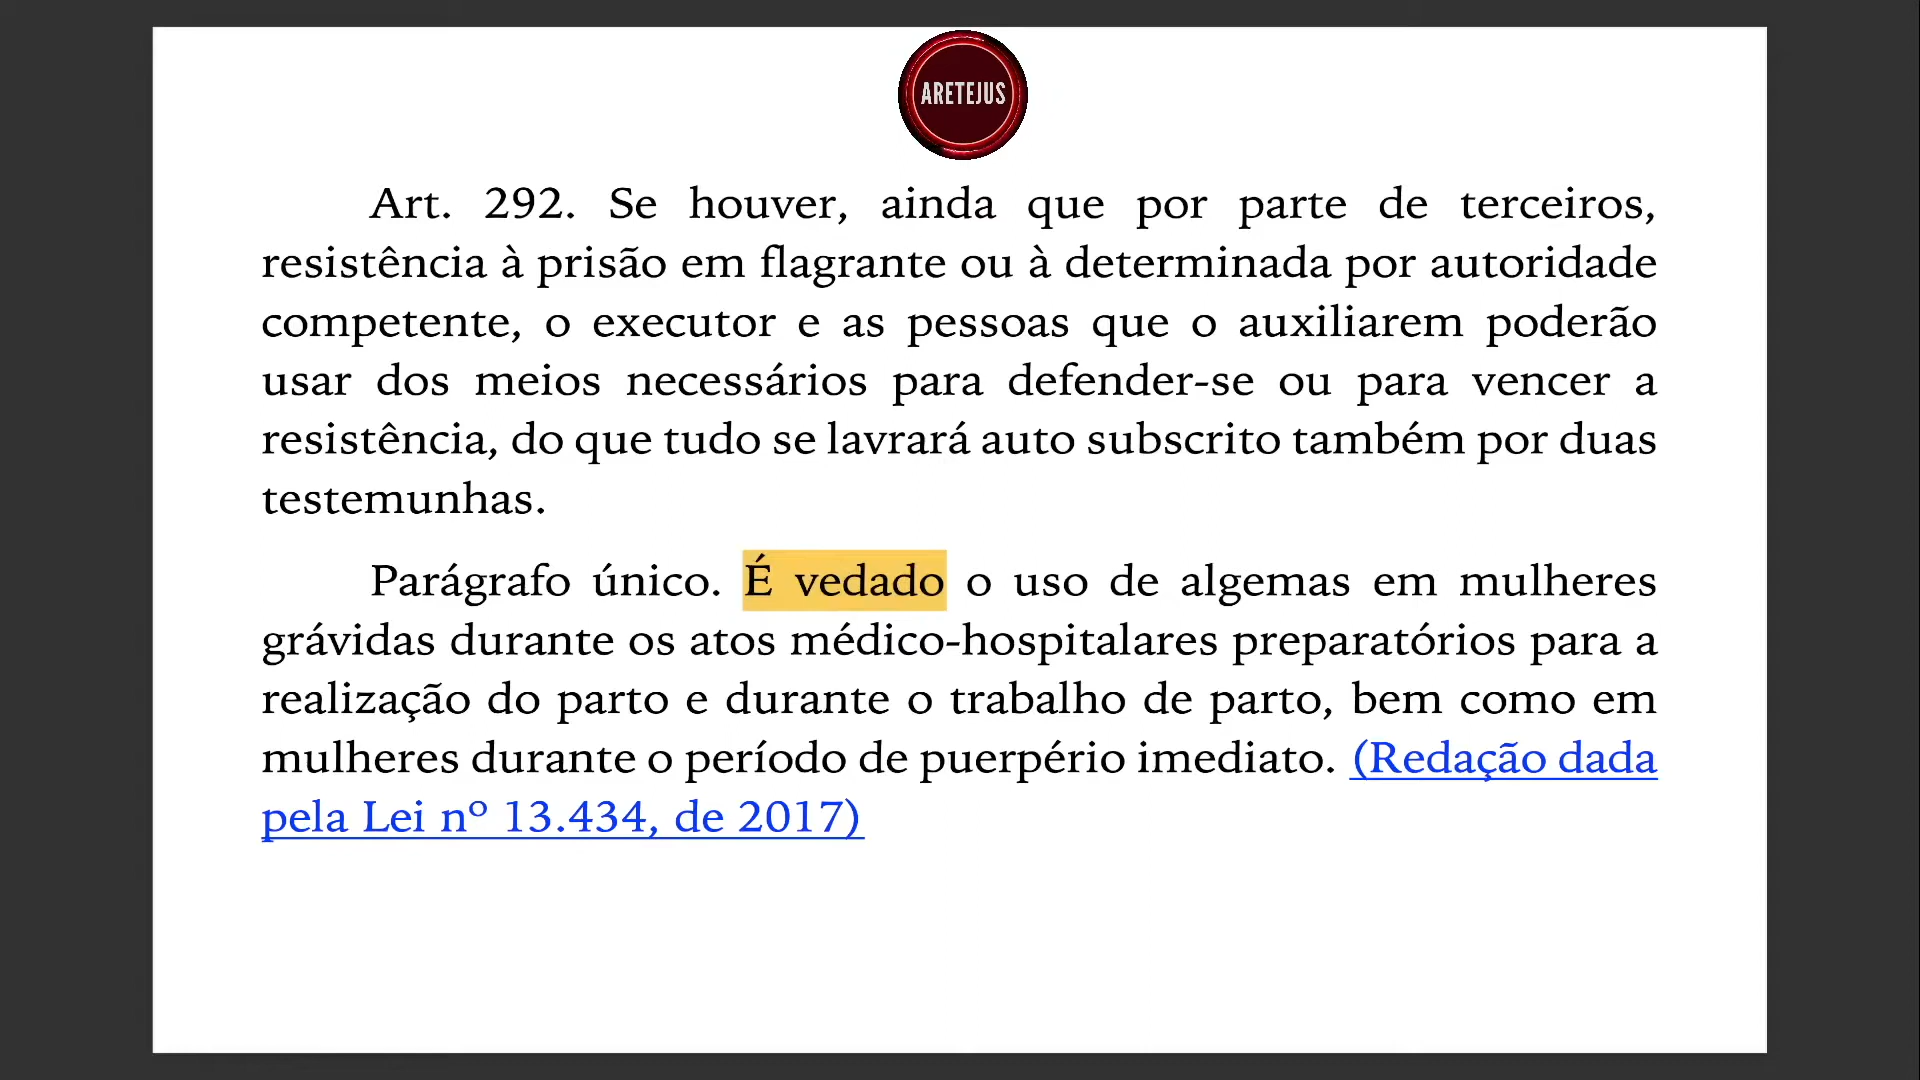 ARETEJUS
Art. 292. Se houver, ainda que por parte de terceiros,
resistência à prisão em flagrante ou à determinada por autoridade
competente, o executor e as pessoas que o auxiliarem poderão
usar dos meios necessários para defender-se ou para vencer a
resistência, do que tudo se lavrará auto subscrito também por duas
testemunhas.
Parágrafo único. É vedado o uso de algemas em mulheres
grávidas durante os atos médico-hospitalares preparatórios para a
realização do parto e durante o trabalho de parto, bem como em
mulheres durante o período de puerpério imediato. (Redação dada
pela Lei nº 13.434, de 2017)